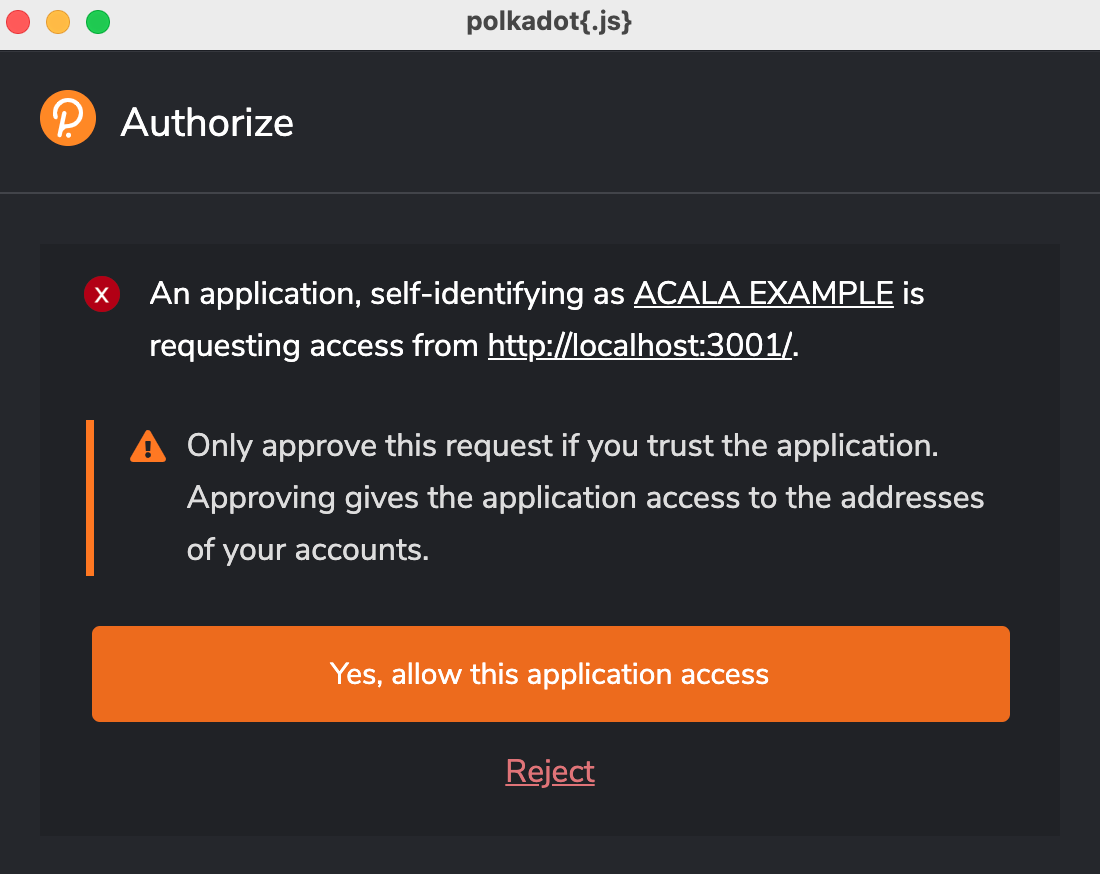 polkadot{.js}
Authorize
An application, self-identifying as ACALA EXAMPLE is
requesting access from http://localhost:3001/.
Only approve this request if you trust the application.
Approving gives the application access to the addresses
of your accounts.
Yes, allow this application access
Reject